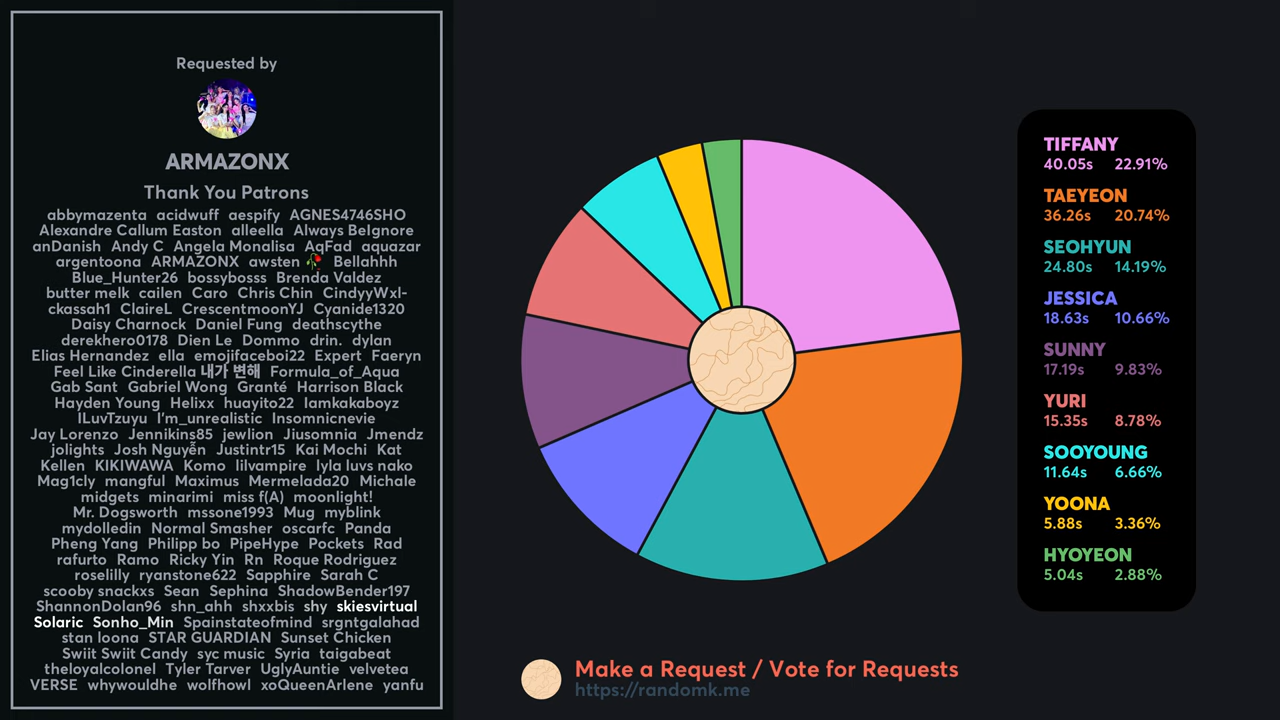 Requested by
ARMAZONX
Thank You Patrons
abbymazenta acidwuff aespify AGNES4746SHO
Alexandre Callum Easton alleella Always BeIgnore
anDanish Andy C Angela Monalisa AqFad aquazar
argentoona ARMAZONX awsten 🥀 Bellahhh
Blue_Hunter26 bossybosss Brenda Valdez
butter melk cailen Caro Chris Chin CindyyWxl-
ckassah1 ClaireL CrescentmoonYJ Cyanide1320
Daisy Charnock Daniel Fung deathscythe
derekhero0178 Dien Le Dommo drin. dylan
Elias Hernandez ella emojifaceboi22 Expert Faeryn
Feel Like Cinderella 내가 변해 Formula_of_Aqua
Gab Sant Gabriel Wong Granté Harrison Black
Hayden Young Helixx huayito22 Iamkakaboyz
ILuvTzuyu I'm_unrealistic Insomnicnevie
Jay Lorenzo Jennikins85 jewlion Jiusomnia Jmendz
jolights Josh Nguyễn Justintr15 Kai Mochi Kat
Kellen KIKIWAWA Komo lilvampire lyla luvs nako
Mag1cly mangful Maximus Mermelada20 Michale
midgets minarimi miss f(A) moonlight!
Mr. Dogsworth mssone1993 Mug myblink
mydolledin Normal Smasher oscarfc Panda
Pheng Yang Philipp bo PipeHype Pockets Rad
rafurto Ramo Ricky Yin Rn Roque Rodriguez
roselilly ryanstone622 Sapphire Sarah C
scooby snackxs Sean Sephina ShadowBender197
ShannonDolan96 shn_ahh shxxbis shy skiesvirtual
Solaric Sonho_Min Spainstateofmind srgntgalahad
stan loona STAR GUARDIAN Sunset Chicken
Swiit Swiit Candy syc music Syria taigabeat
theloyalcolonel Tyler Tarver UglyAuntie velvetea
VERSE whywouldhe wolfhowl xoQueenArlene yanfu
TIFFANY
40.05s 22.91%
TAEYEON
36.26s 20.74%
SEOHYUN
24.80s 14.19%
JESSICA
18.63s 10.66%
SUNNY
17.19s 9.83%
YURI
15.35s 8.78%
SOOYOUNG
11.64s 6.66%
YOONA
5.88s 3.36%
HYOYEON
5.04s 2.88%
Make a Request / Vote for Requests
https://randomk.me